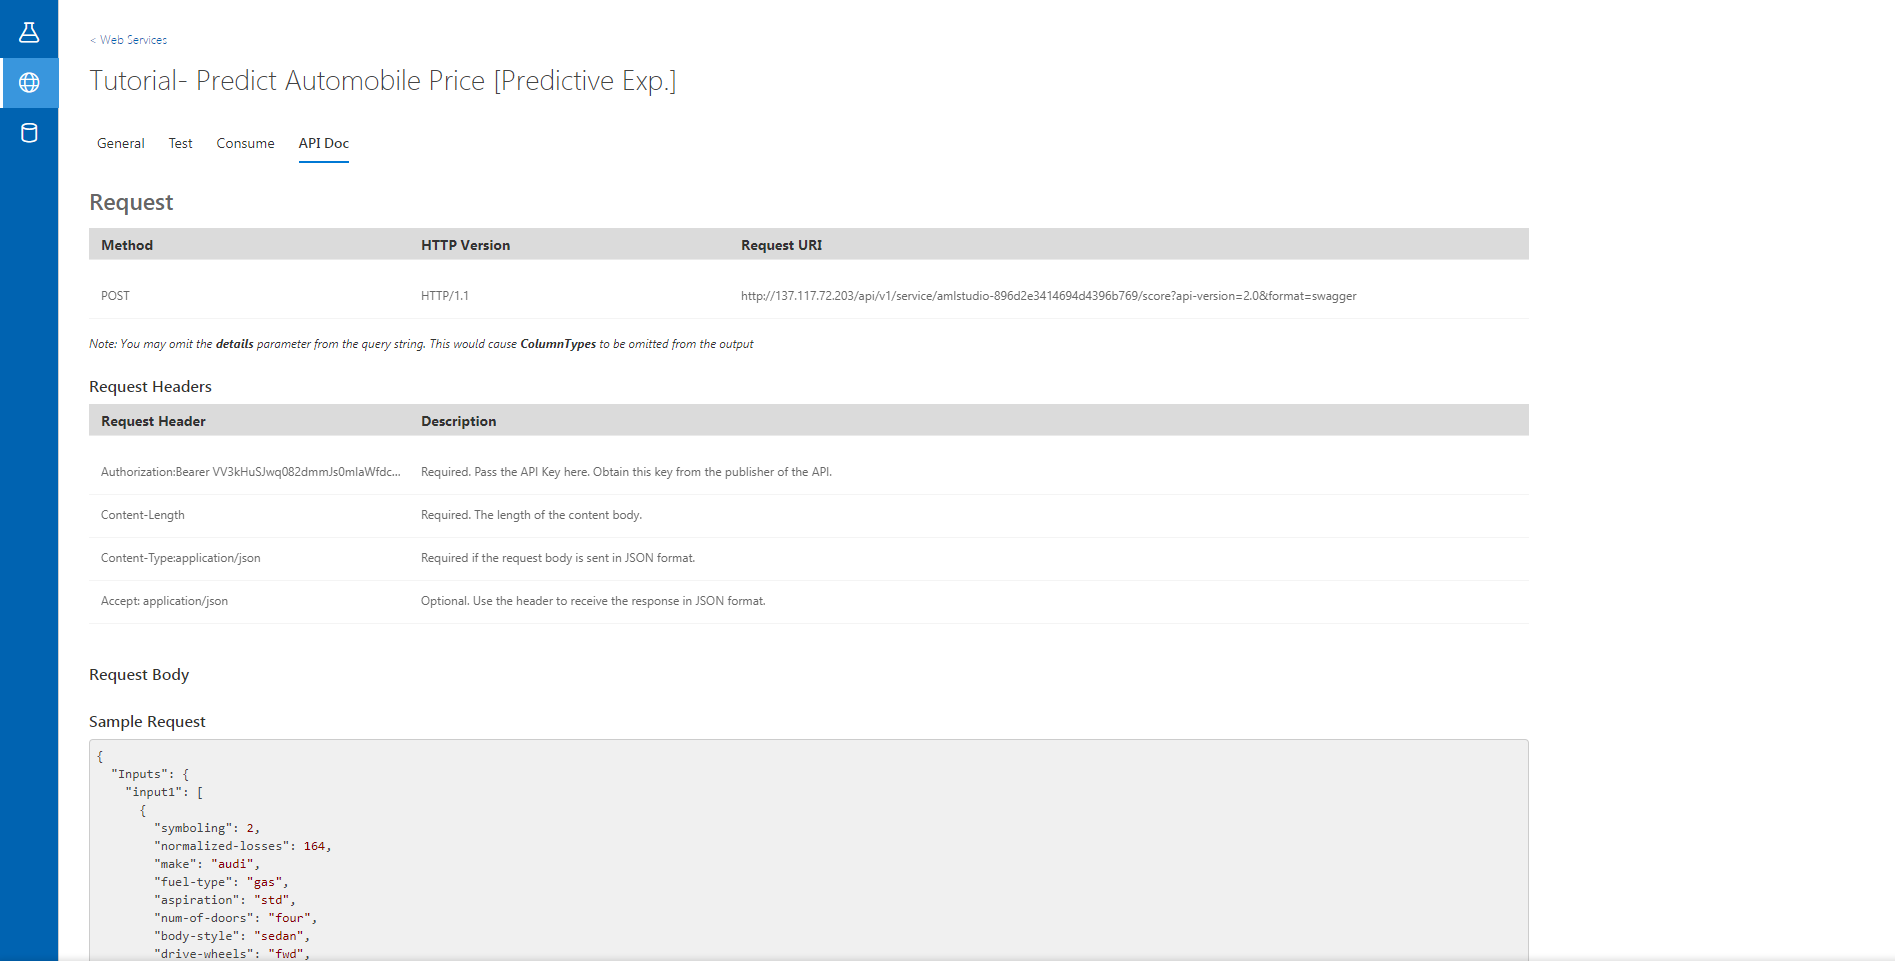 < Web Services
Tutorial- Predict Automobile Price [Predictive Exp.]
General Test Consume API Doc
Request
Method HTTP Version Request URI
POST HTTP/1.1 http://137.117.72.203/api/v1/service/amlstudio-896d2e3414694d4396b769/score?api-version=2.0&format=swagger
Note: You may omit the details parameter from the query string. This would cause ColumnTypes to be omitted from the output
Request Headers
Request Header Description
Authorization:Bearer VV3kHuSJwq082dmmJs0mIaWfdc... Required. Pass the API Key here. Obtain this key from the publisher of the API.
Content-Length Required. The length of the content body.
Content-Type:application/json Required if the request body is sent in JSON format.
Accept: application/json Optional. Use the header to receive the response in JSON format.
Request Body
Sample Request
{
"Inputs": {
"input1": [
{
"symboling": 2,
"normalized-losses": 164,
"make": "audi",
"fuel-type": "gas",
"aspiration": "std",
"num-of-doors": "four",
"body-style": "sedan",
"drive-wheels": "fwd",